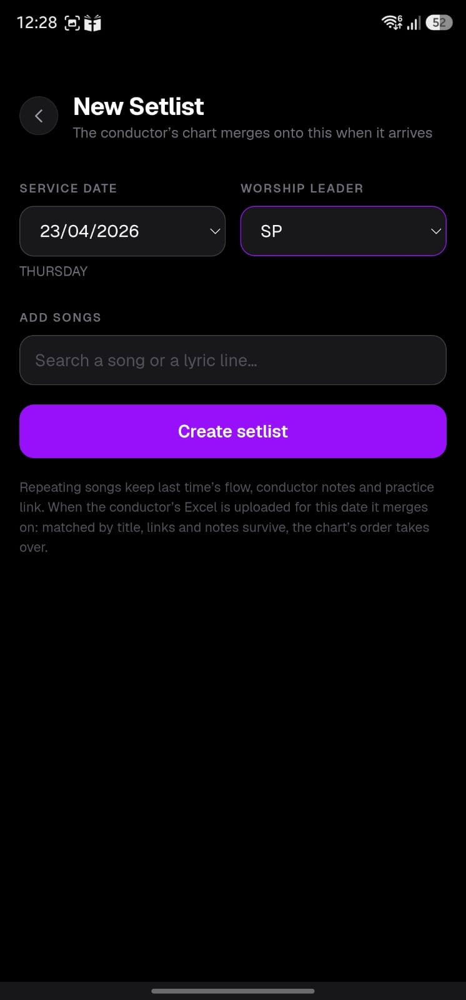 12:28
6
52
New Setlist
The conductor’s chart merges onto this when it arrives
SERVICE DATE
WORSHIP LEADER
23/04/2026
SP
THURSDAY
ADD SONGS
Search a song or a lyric line…
Create setlist
Repeating songs keep last time’s flow, conductor notes and practice
link. When the conductor’s Excel is uploaded for this date it merges
on: matched by title, links and notes survive, the chart’s order takes
over.